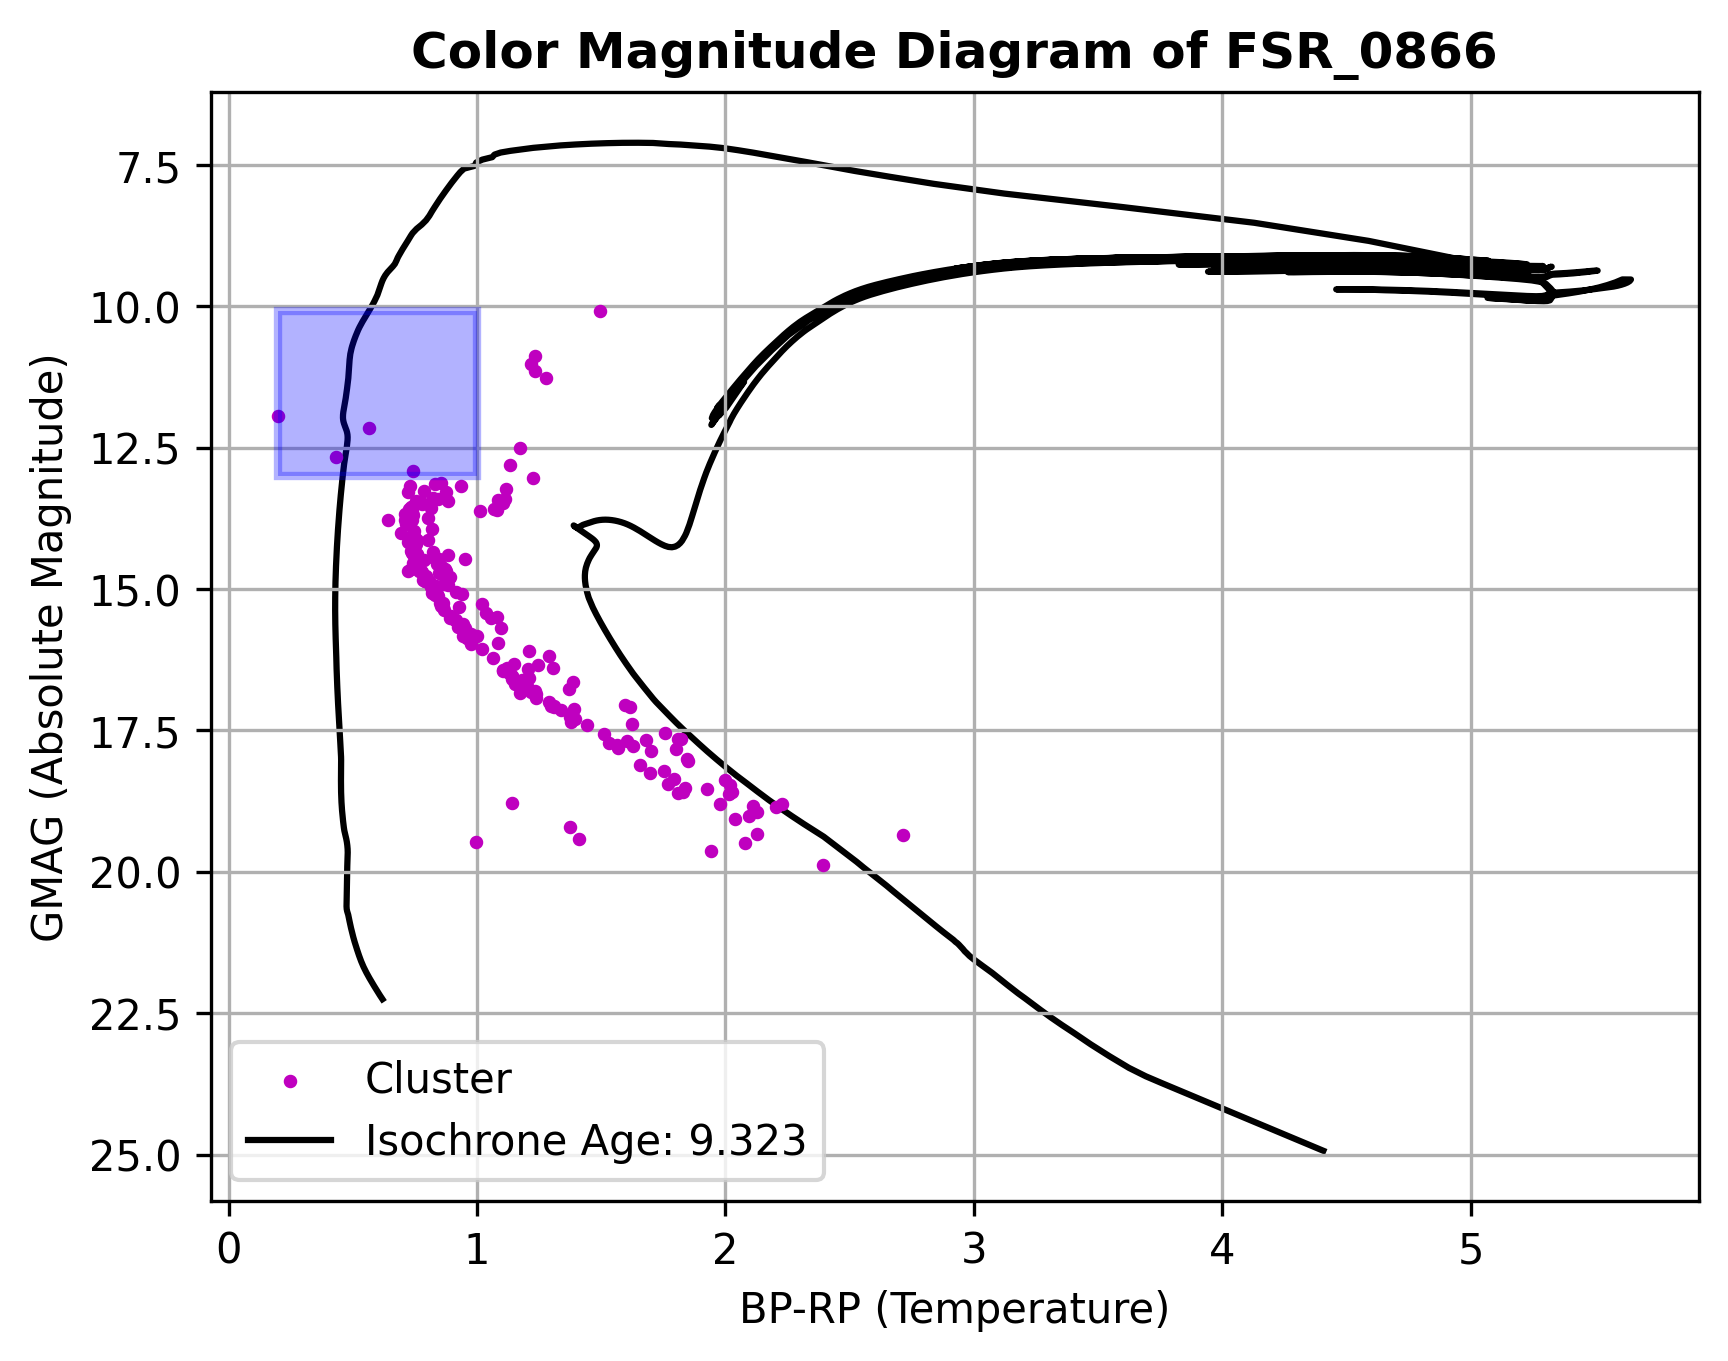 Color Magnitude Diagram of FSR_0866
7.5
10.0
12.5
15.0
17.5
20.0
22.5
25.0
GMAG (Absolute Magnitude)
Cluster
Isochrone Age: 9.323
0 1 2 3 4 5
BP-RP (Temperature)